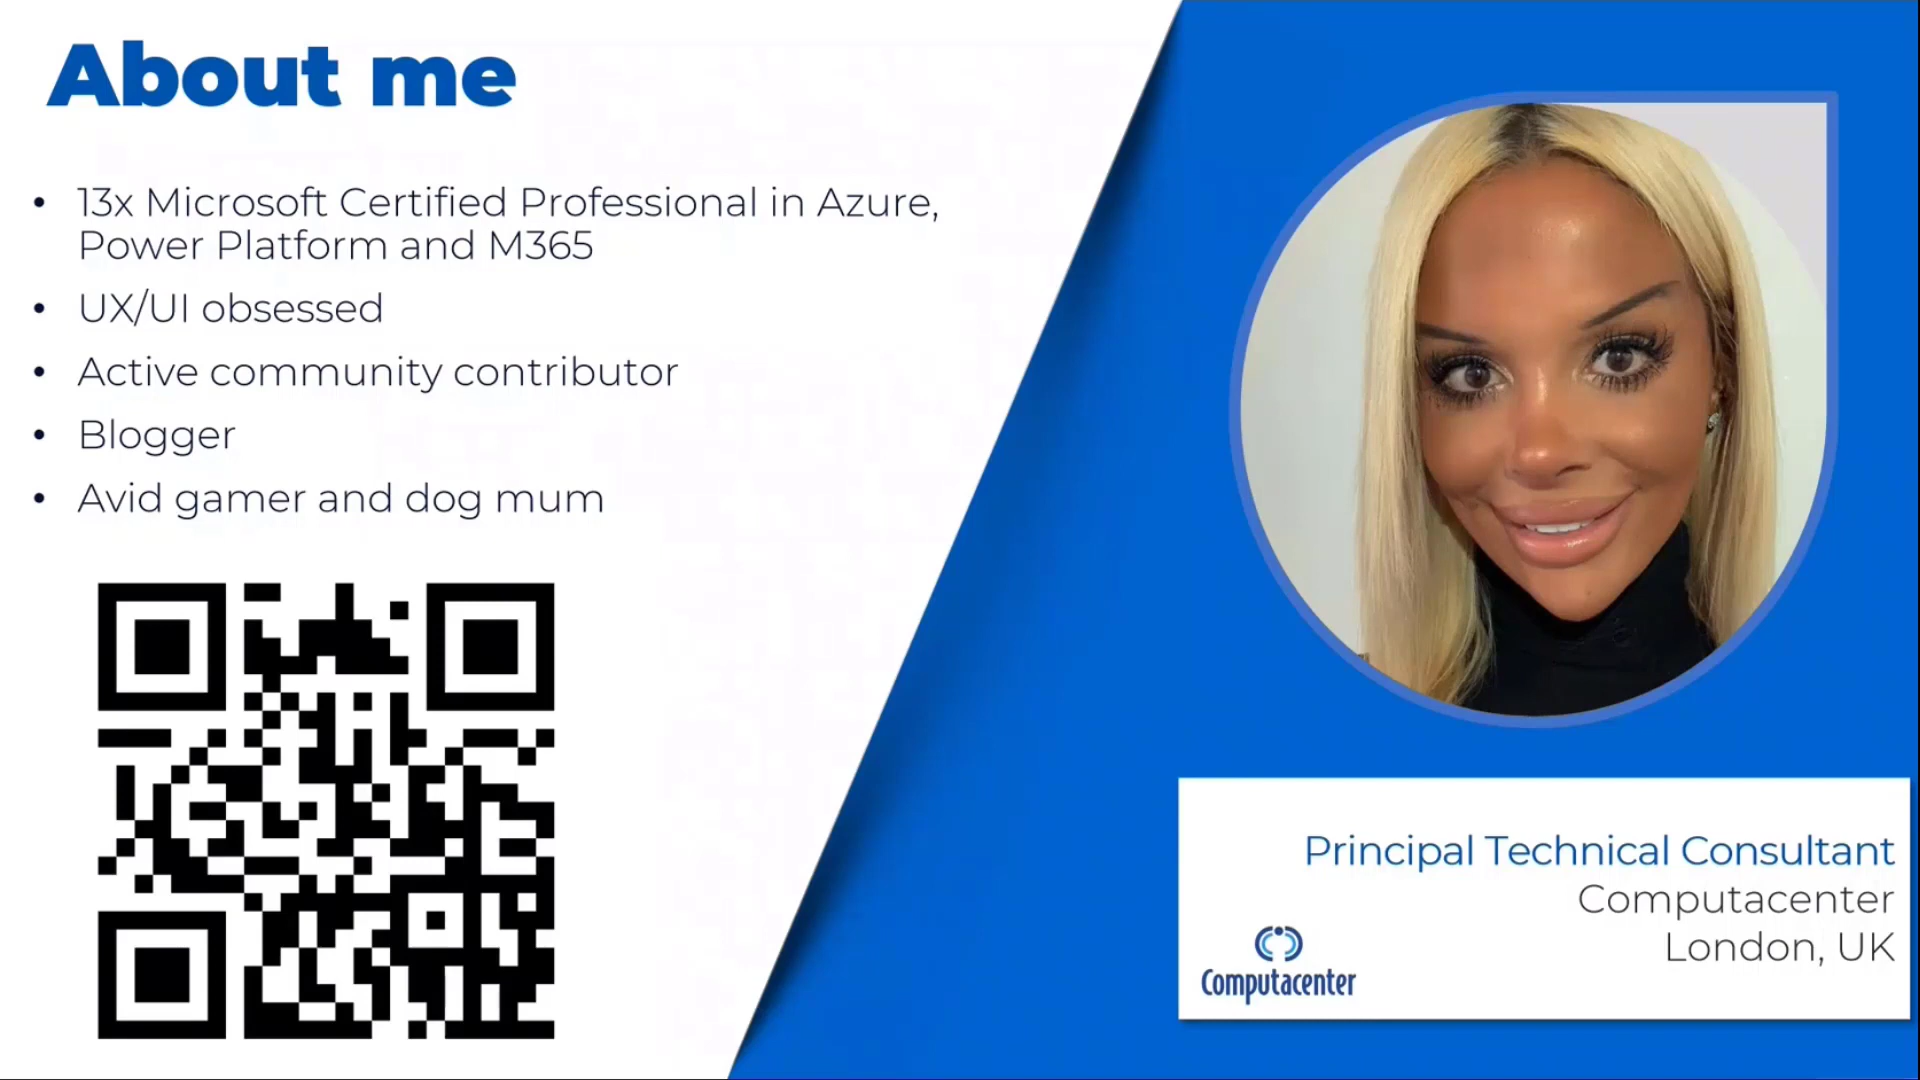 About me
• 13x Microsoft Certified Professional in Azure,
Power Platform and M365
• UX/UI obsessed
• Active community contributor
• Blogger
• Avid gamer and dog mum
Principal Technical Consultant
Computacenter
London, UK
Computacenter